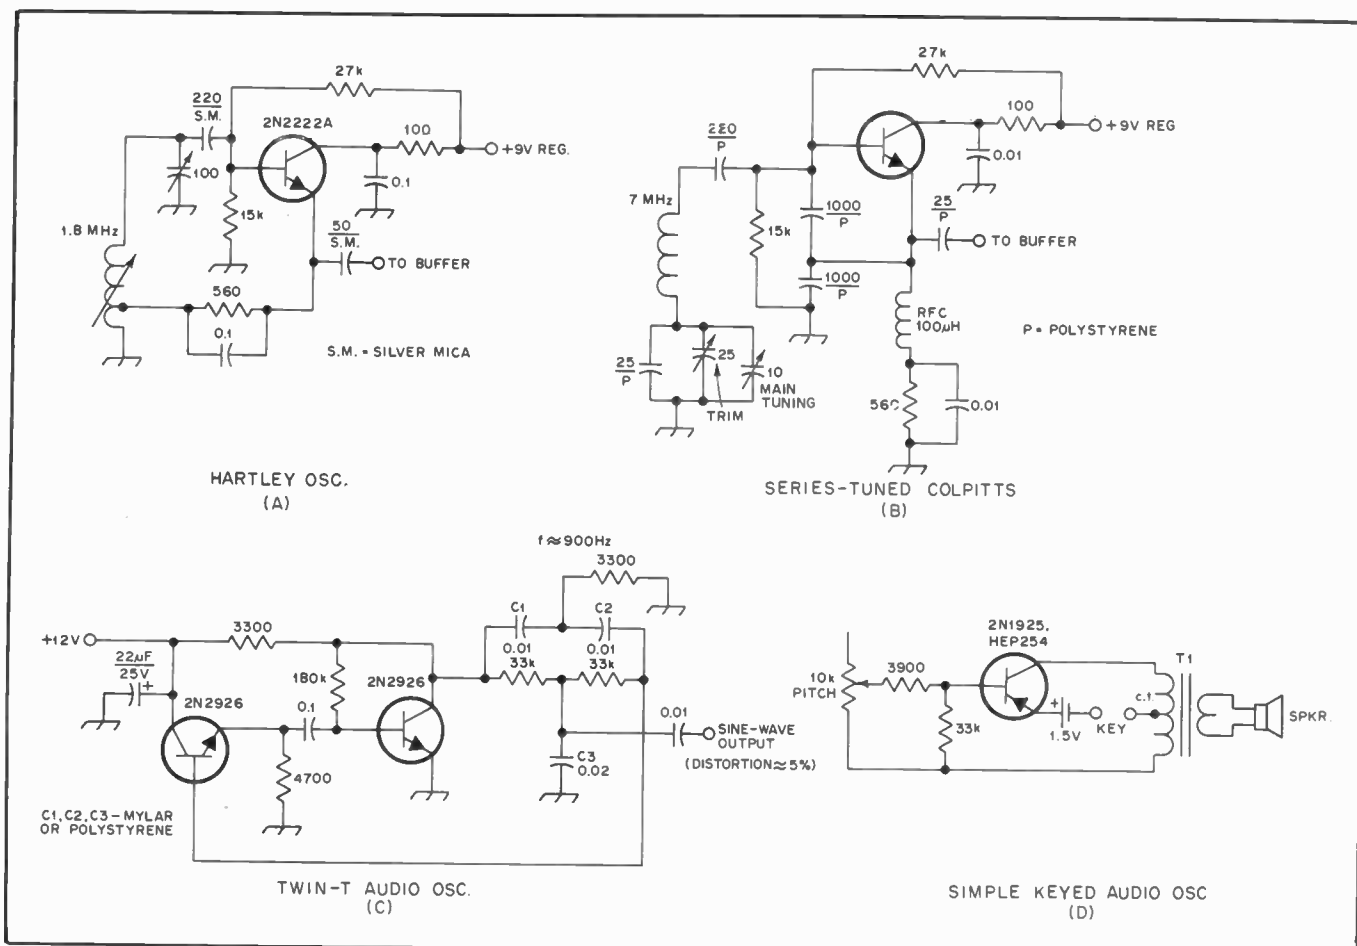 27k
220
S.M.
2N2222A
100
+9V REG.
100
0.1
15k
1.8 MHz
50
S.M.
TO BUFFER
560
0.1
S.M. = SILVER MICA
HARTLEY OSC.
(A)
27k
100
+9V REG
220
P
0.01
7 MHz
1000
P
15k
25
P
TO BUFFER
1000
P
RFC
100µH
P = POLYSTYRENE
25
P
25
10
MAIN
TUNING
TRIM
560
0.01
SERIES-TUNED COLPITTS
(B)
f≈900Hz
3300
C1
C2
0.01
0.01
33k
33k
+12V
3300
22µF
25V
+
180k
2N2926
2N2926
0.1
4700
0.01
SINE-WAVE
OUTPUT
(DISTORTION≈5%)
C3
0.02
C1,C2,C3-MYLAR
OR POLYSTYRENE
TWIN-T AUDIO OSC.
(C)
2N1925,
HEP254
T1
10k
PITCH
3900
c.t.
+
KEY
1.5V
33k
SPKR.
SIMPLE KEYED AUDIO OSC
(D)